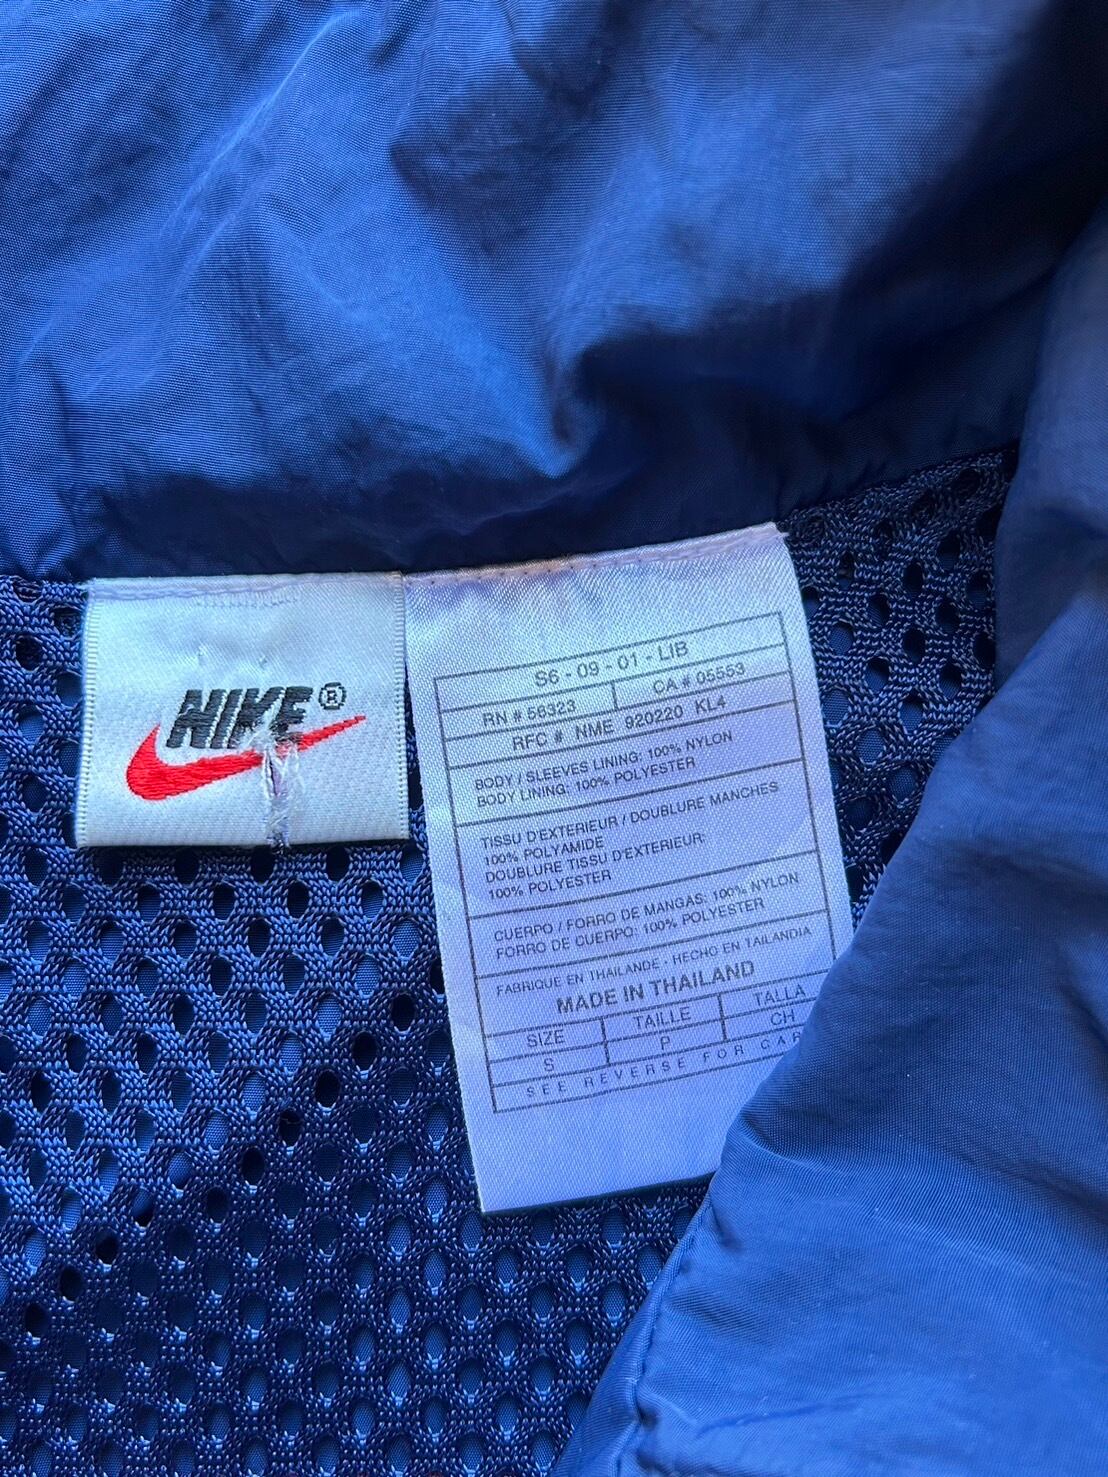 NIKE®
S6 - 09 - 01 - LIB
RN # 56323 CA # 05553
RFC # NME 920220 KL4
BODY / SLEEVES LINING: 100% NYLON
BODY LINING: 100% POLYESTER
TISSU D'EXTERIEUR / DOUBLURE MANCHES
100% POLYAMIDE
DOUBLURE TISSU D'EXTERIEUR:
100% POLYESTER
CUERPO / FORRO DE MANGAS: 100% NYLON
FORRO DE CUERPO: 100% POLYESTER
FABRIQUE EN THAILANDE - HECHO EN TAILANDIA
MADE IN THAILAND
SIZE TAILLE TALLA
S P CH
SEE REVERSE FOR CAR